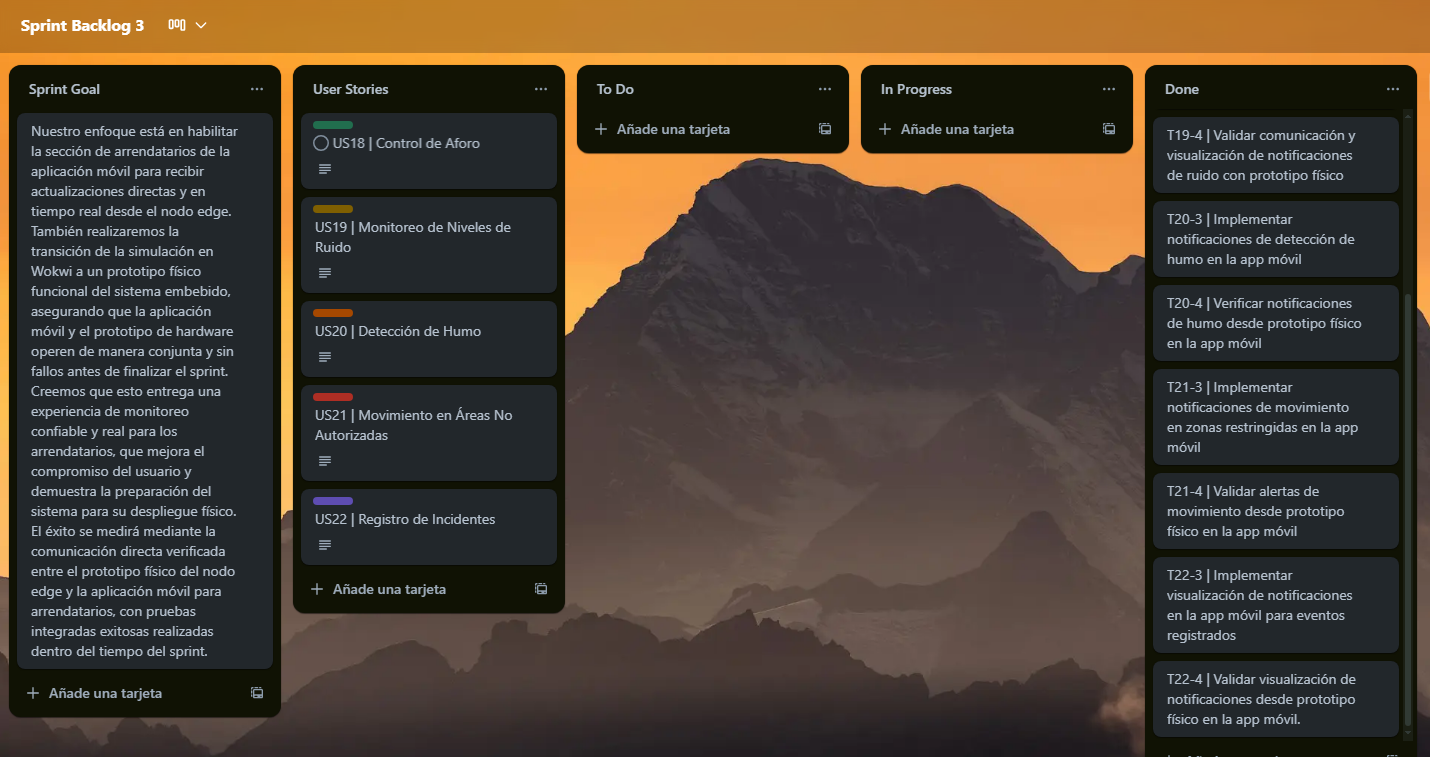 Sprint Backlog 3
Sprint Goal
Nuestro enfoque está en habilitar
la sección de arrendatarios de la
aplicación móvil para recibir
actualizaciones directas y en
tiempo real desde el nodo edge.
También realizaremos la
transición de la simulación en
Wokwi a un prototipo físico
funcional del sistema embebido,
asegurando que la aplicación
móvil y el prototipo de hardware
operen de manera conjunta y sin
fallos antes de finalizar el sprint.
Creemos que esto entrega una
experiencia de monitoreo
confiable y real para los
arrendatarios, que mejora el
compromiso del usuario y
demuestra la preparación del
sistema para su despliegue físico.
El éxito se medirá mediante la
comunicación directa verificada
entre el prototipo físico del nodo
edge y la aplicación móvil para
arrendatarios, con pruebas
integradas exitosas realizadas
dentro del tiempo del sprint.
Añade una tarjeta
User Stories
US18 | Control de Aforo
US19 | Monitoreo de Niveles de
Ruido
US20 | Detección de Humo
US21 | Movimiento en Áreas No
Autorizadas
US22 | Registro de Incidentes
Añade una tarjeta
To Do
Añade una tarjeta
In Progress
Añade una tarjeta
Done
T19-4 | Validar comunicación y
visualización de notificaciones
de ruido con prototipo físico
T20-3 | Implementar
notificaciones de detección de
humo en la app móvil
T20-4 | Verificar notificaciones
de humo desde prototipo físico
en la app móvil
T21-3 | Implementar
notificaciones de movimiento
en zonas restringidas en la app
móvil
T21-4 | Validar alertas de
movimiento desde prototipo
físico en la app móvil
T22-3 | Implementar
visualización de notificaciones
en la app móvil para eventos
registrados
T22-4 | Validar visualización de
notificaciones desde prototipo
físico en la app móvil.